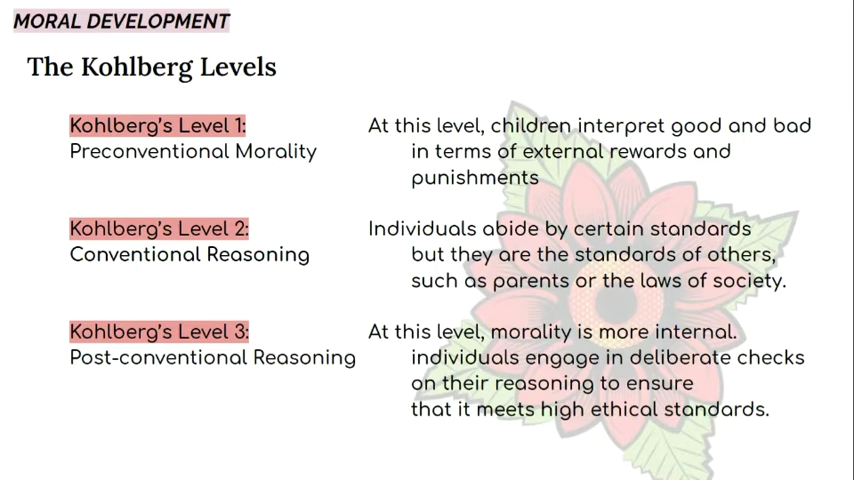 MORAL DEVELOPMENT
The Kohlberg Levels
Kohlberg's Level 1:
Preconventional Morality
At this level, children interpret good and bad
in terms of external rewards and
punishments
Kohlberg's Level 2:
Conventional Reasoning
Individuals abide by certain standards
but they are the standards of others,
such as parents or the laws of society.
Kohlberg's Level 3:
Post-conventional Reasoning
At this level, morality is more internal.
individuals engage in deliberate checks
on their reasoning to ensure
that it meets high ethical standards.